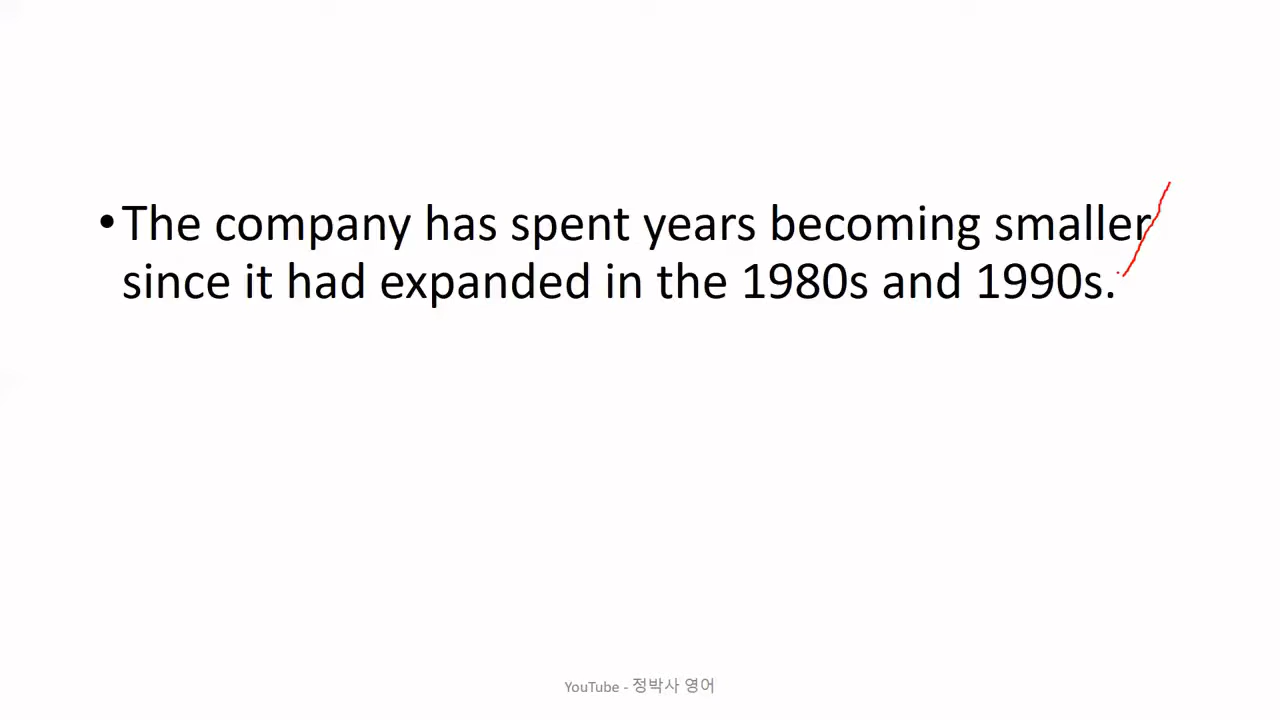 •The company has spent years becoming smaller
since it had expanded in the 1980s and 1990s.
YouTube - 정박사 영어